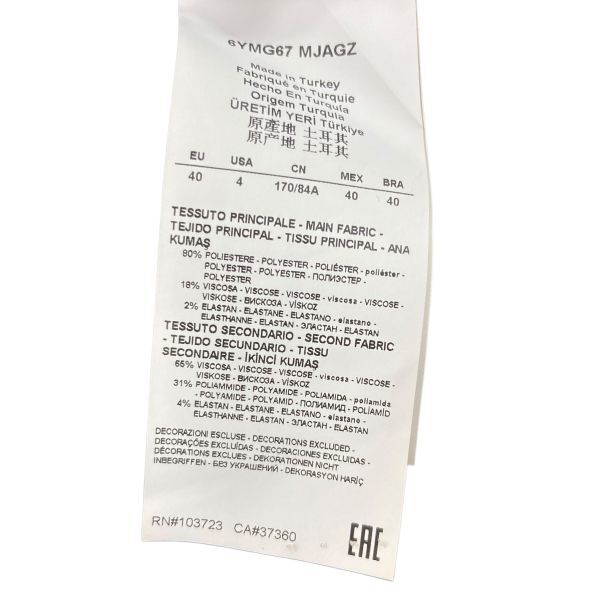 6YMG67 MJAGZ
Made in Turkey
Fabriqué en Turquie
Hecho En Turquía
Origem Turquia
ÜRETİM YERİ Türkiye
原產地 土耳其
原产地 土耳其
EU USA CN MEX BRA
40 4 170/84A 40 40
TESSUTO PRINCIPALE - MAIN FABRIC -
TEJIDO PRINCIPAL - TISSU PRINCIPAL - ANA
KUMAŞ
80% POLIESTERE - POLYESTER - POLIÉSTER - poliéster -
POLYESTER - POLYESTER - ПОЛИЭСТЕР -
POLYESTER
18% VISCOSA - VISCOSE - VISCOSE - viscosa - VISCOSE -
VISKOSE - ВИСКОЗА - VİSKOZ
2% ELASTAN - ELASTANE - ELASTANO - elastano -
ELASTHANNE - ELASTAN - ЭЛАСТАН - ELASTAN
TESSUTO SECONDARIO - SECOND FABRIC
- TEJIDO SECUNDARIO - TISSU
SECONDAIRE - İKİNCİ KUMAŞ
65% VISCOSA - VISCOSE - VISCOSE - viscosa - VISCOSE -
VISKOSE - ВИСКОЗА - VİSKOZ
31% POLIAMMIDE - POLYAMIDE - POLIAMIDA - poliamida
- POLYAMIDE - POLYAMID - ПОЛИАМИД - POLİAMİD
4% ELASTAN - ELASTANE - ELASTANO - elastano -
ELASTHANNE - ELASTAN - ЭЛАСТАН - ELASTAN
DECORAZIONI ESCLUSE - DECORATIONS EXCLUDED -
DECORAÇÕES EXCLUÍDAS - DECORACIONES EXCLUIDAS -
DÉCORATIONS EXCLUES - DEKORATIONEN NICHT
INBEGRIFFEN - БЕЗ УКРАШЕНИЙ - DEKORASYON HARİÇ
RN#103723 CA#37360
EAC